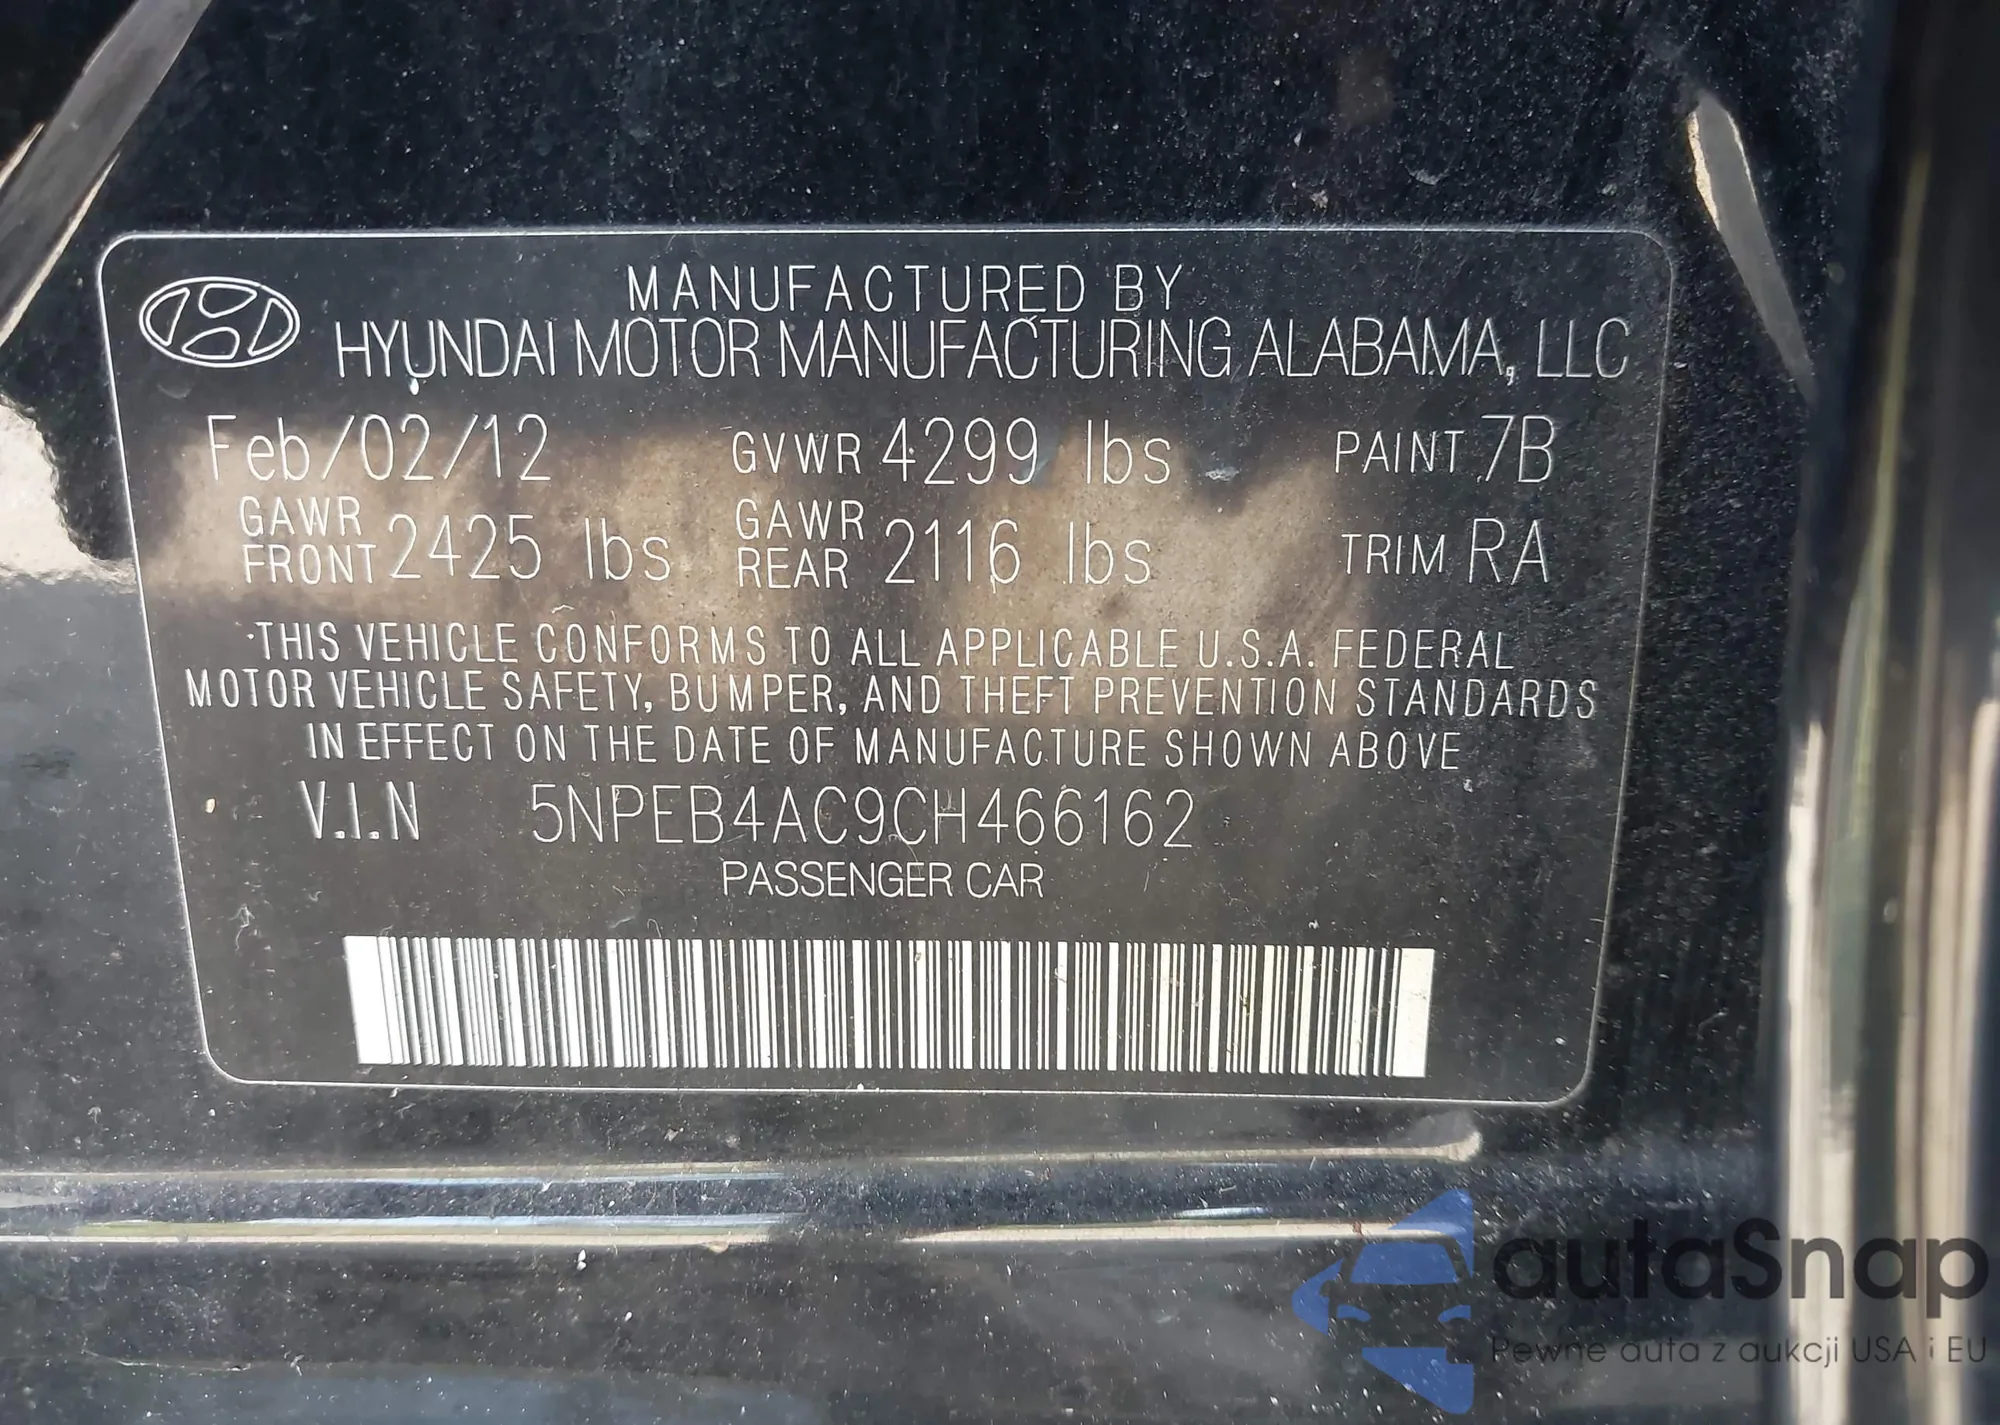 MANUFACTURED BY
HYUNDAI MOTOR MANUFACTURING ALABAMA, LLC
Feb/02/12 GVWR 4299 lbs PAINT 7B
GAWR FRONT 2425 lbs GAWR REAR 2116 lbs TRIM RA
THIS VEHICLE CONFORMS TO ALL APPLICABLE U.S.A. FEDERAL
MOTOR VEHICLE SAFETY, BUMPER, AND THEFT PREVENTION STANDARDS
IN EFFECT ON THE DATE OF MANUFACTURE SHOWN ABOVE
V.I.N 5NPEB4AC9CH466162
PASSENGER CAR
autaSnap
Pewne auta z aukcji USA i EU